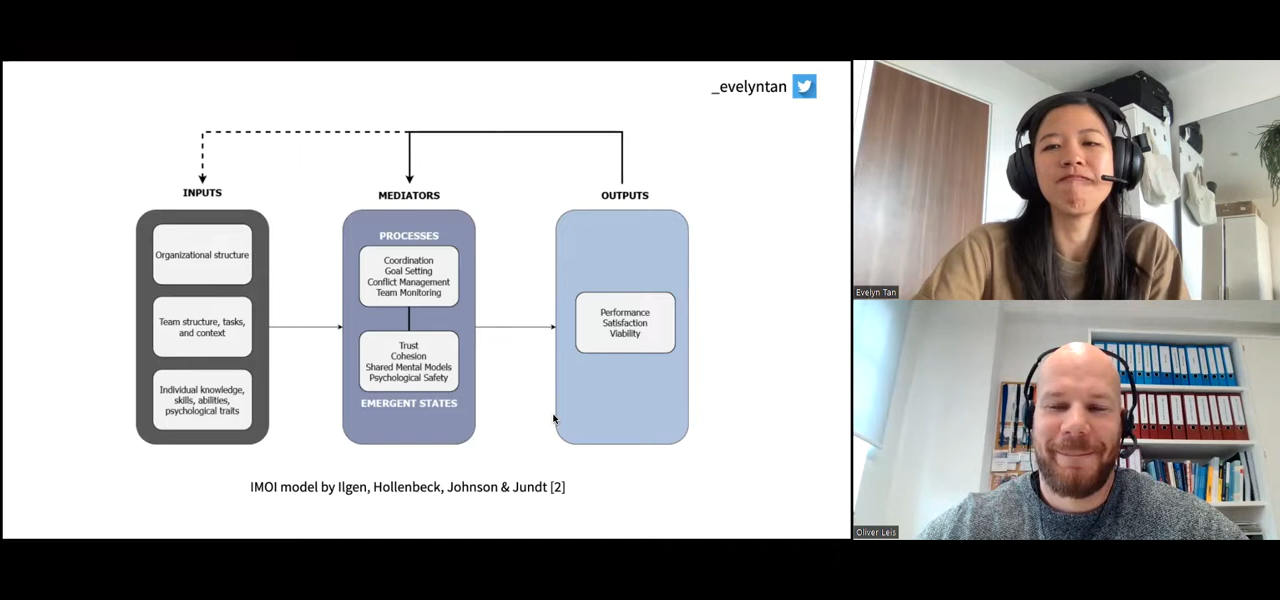 _evelyntan
INPUTS
MEDIATORS
OUTPUTS
Organizational structure
Team structure, tasks,
and context
Individual knowledge,
skills, abilities,
psychological traits
PROCESSES
Coordination
Goal Setting
Conflict Management
Team Monitoring
Trust
Cohesion
Shared Mental Models
Psychological Safety
EMERGENT STATES
Performance
Satisfaction
Viability
IMOI model by Ilgen, Hollenbeck, Johnson & Jundt [2]
Evelyn Tan
Oliver Leis